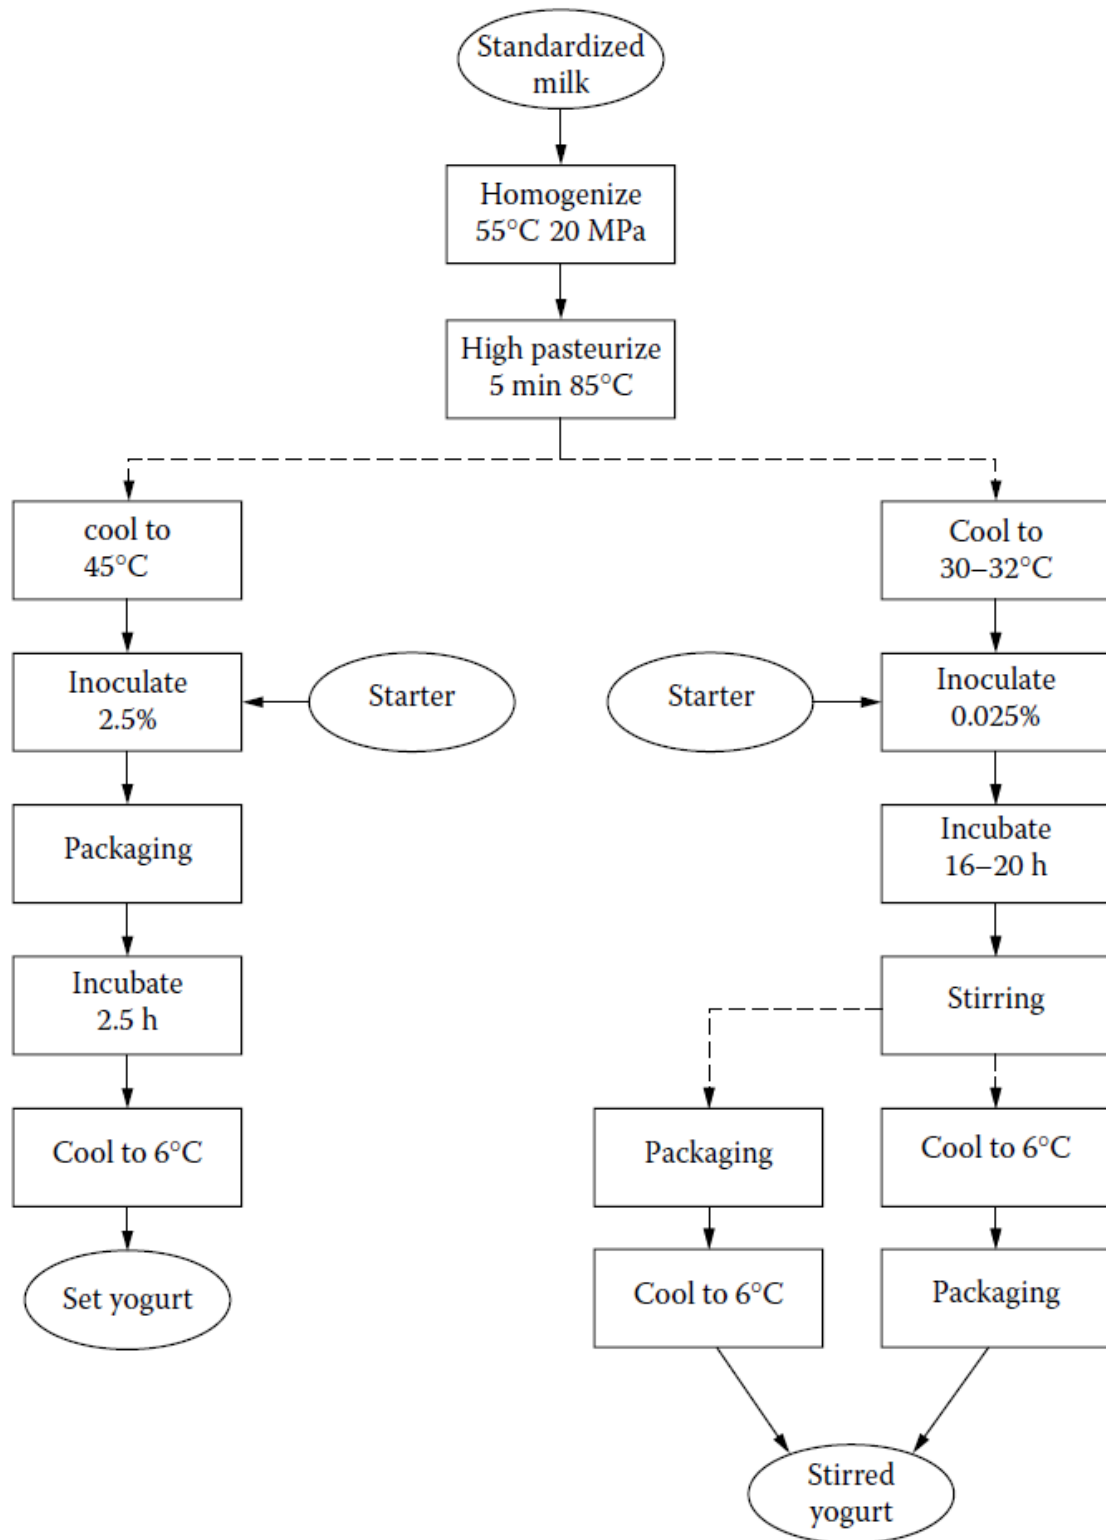 Standardized
milk
Homogenize
55°C 20 MPa
High pasteurize
5 min 85°C
cool to
45°C
Cool to
30–32°C
Inoculate
2.5%
Starter
Starter
Inoculate
0.025%
Packaging
Incubate
16–20 h
Incubate
2.5 h
Stirring
Cool to 6°C
Packaging
Cool to 6°C
Set yogurt
Cool to 6°C
Packaging
Stirred
yogurt